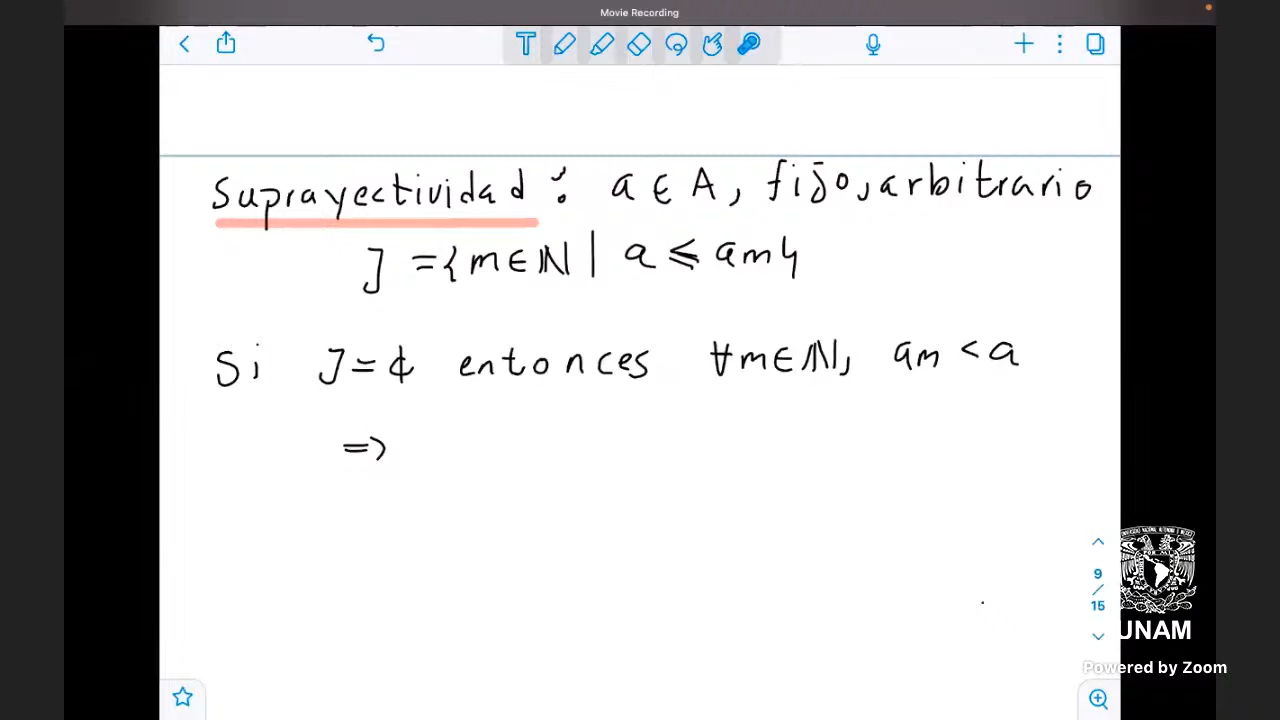 Movie Recording
Suprayectividad: a ∈ A, fijo, arbitrario
J = {m ∈ ℕ | a ≤ am}
Si J = ¢ entonces ∀m ∈ ℕ, am < a
=>
9
/
15
UNAM
Powered by Zoom